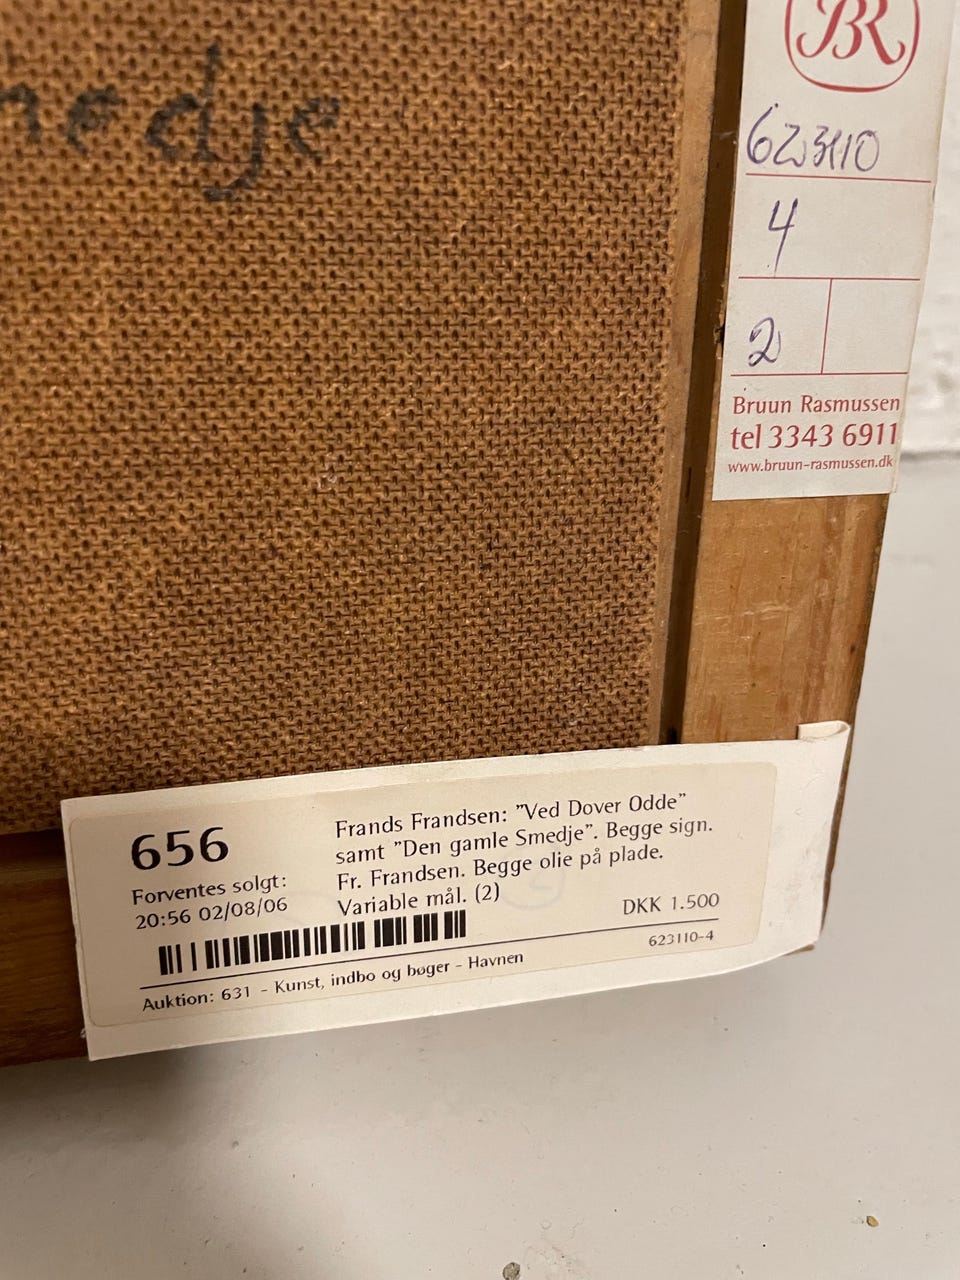 nedje
BR
623110
4
2
Bruun Rasmussen
tel 3343 6911
www.bruun-rasmussen.dk
656
Forventes solgt:
20:56 02/08/06
Frands Frandsen: "Ved Dover Odde"
samt "Den gamle Smedje". Begge sign.
Fr. Frandsen. Begge olie på plade.
Variable mål. (2)
DKK 1.500
623110-4
Auktion: 631 - Kunst, indbo og bøger - Havnen